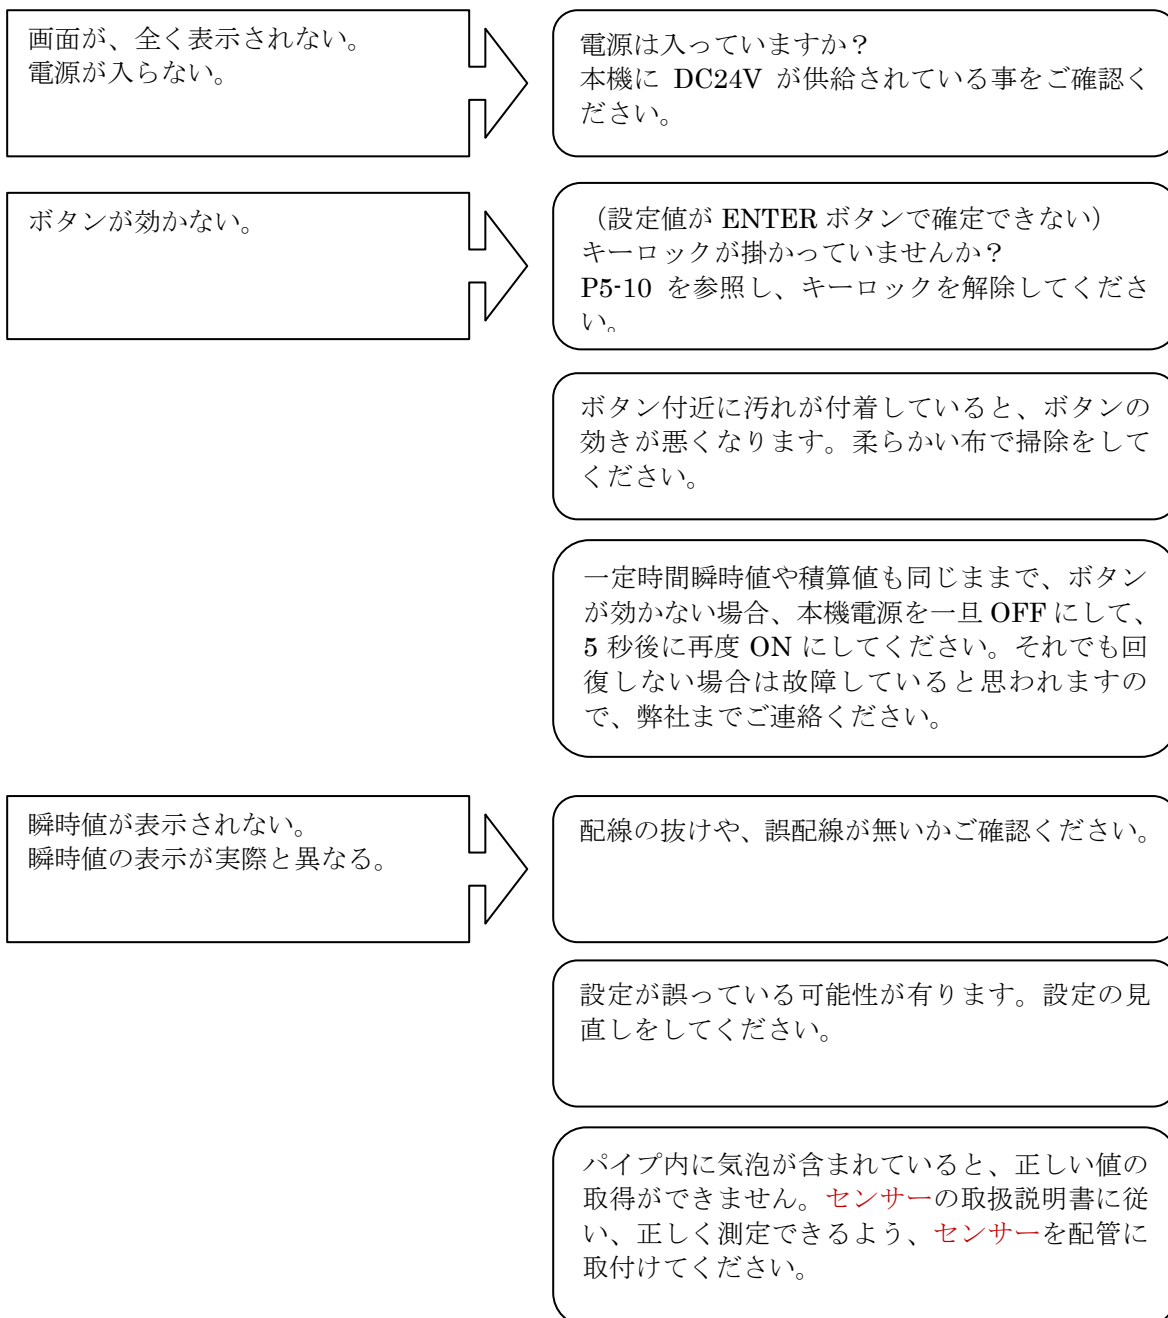 画面が、全く表示されない。
電源が入らない。
電源は入っていますか？
本機に DC24V が供給されている事をご確認く
ださい。
ボタンが効かない。
（設定値が ENTER ボタンで確定できない）
キーロックが掛かっていませんか？
P5-10 を参照し、キーロックを解除してくださ
い。
ボタン付近に汚れが付着していると、ボタンの
効きが悪くなります。柔らかい布で掃除をして
ください。
一定時間瞬時値や積算値も同じままで、ボタン
が効かない場合、本機電源を一旦 OFF にして、
5 秒後に再度 ON にしてください。それでも回
復しない場合は故障していると思われますの
で、弊社までご連絡ください。
瞬時値が表示されない。
瞬時値の表示が実際と異なる。
配線の抜けや、誤配線が無いかご確認ください。
設定が誤っている可能性が有ります。設定の見
直しをしてください。
パイプ内に気泡が含まれていると、正しい値の
取得ができません。センサーの取扱説明書に従
い、正しく測定できるよう、センサーを配管に
取付けてください。